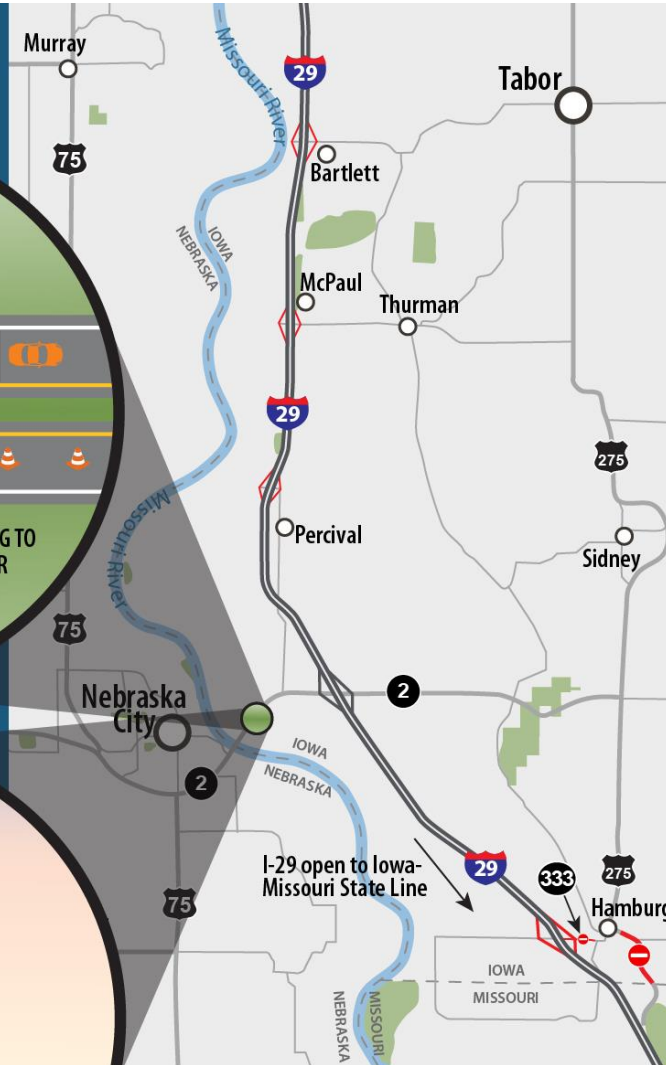 Murray
29
Missouri River
Tabor
75
Bartlett
IOWA
NEBRASKA
McPaul
Thurman
29
275
G TO
R
Missouri River
Percival
Sidney
75
Nebraska
City
2
IOWA
NEBRASKA
2
I-29 open to Iowa-
Missouri State Line
29
333
275
75
Hamburg
IOWA
MISSOURI
NEBRASKA
MISSOURI